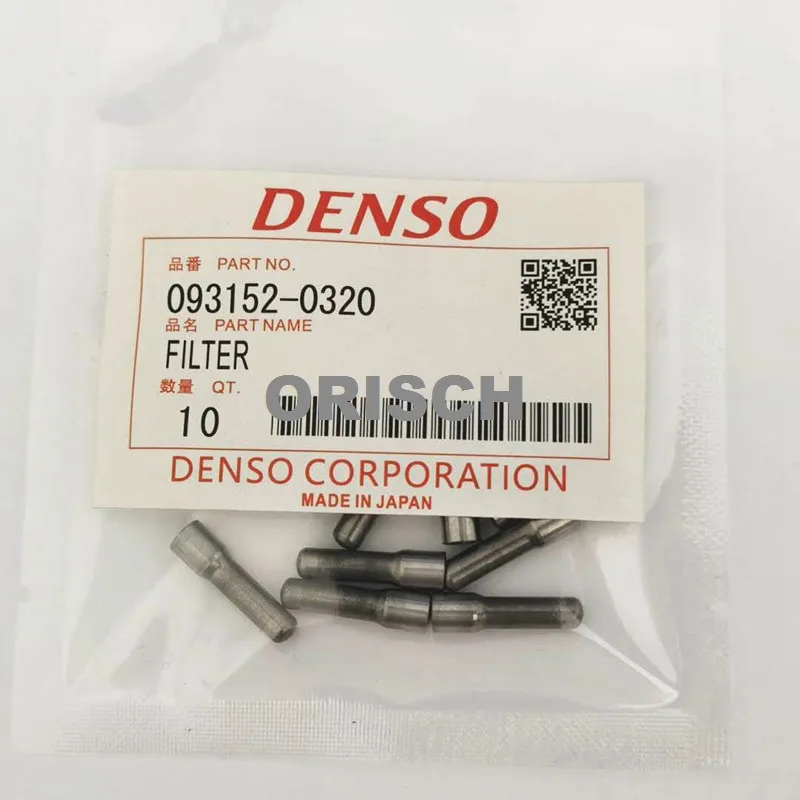 DENSO
品番 PART NO.
093152-0320
品名 PART NAME
FILTER
数量 QT.
10
ORISCH
DENSO CORPORATION
MADE IN JAPAN